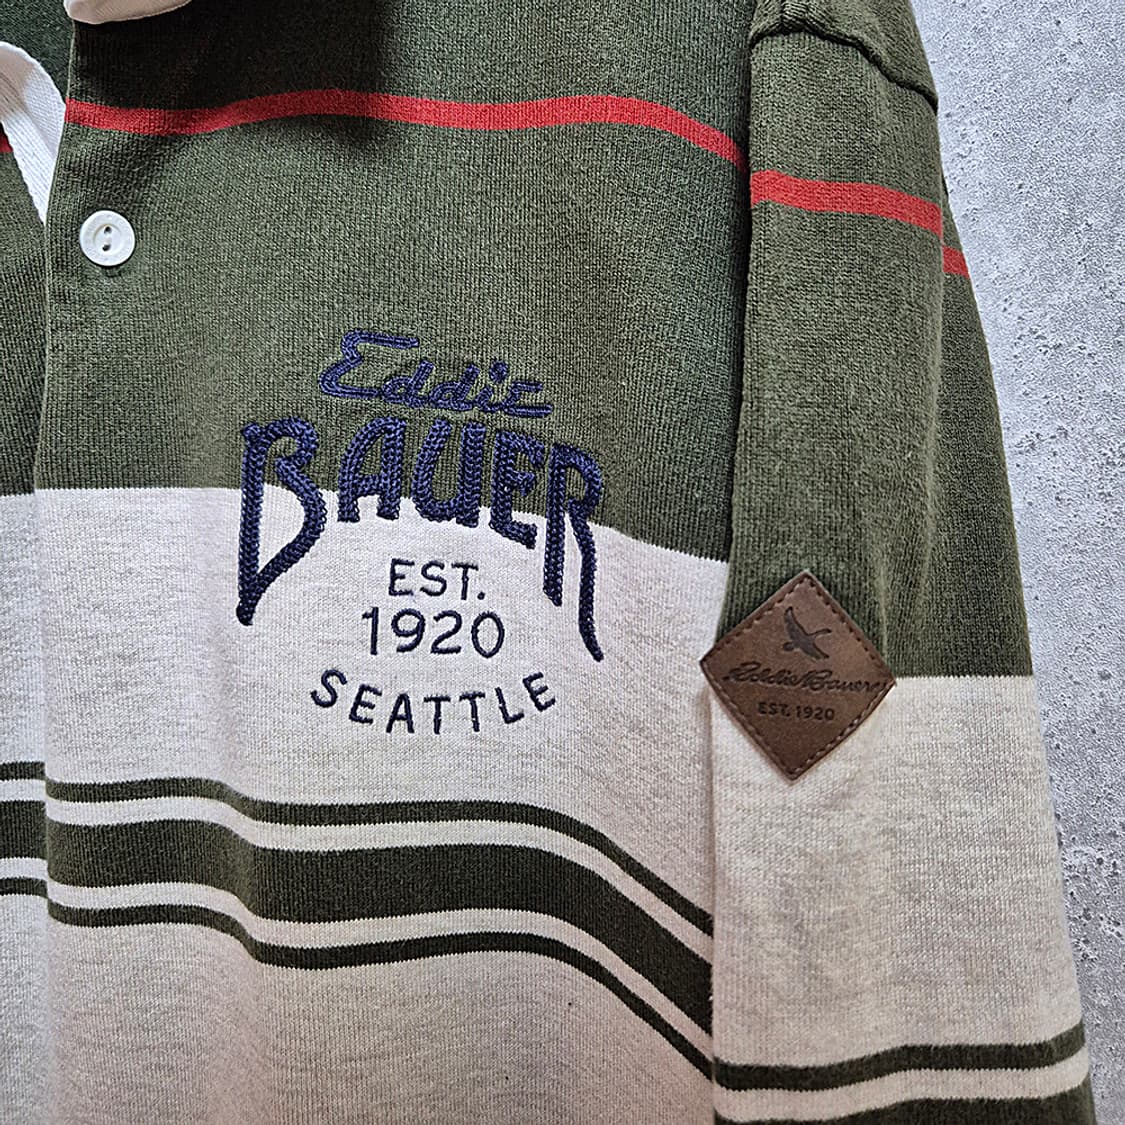 Eddie
BAUER
EST.
1920
SEATTLE
Eddie Bauer
EST. 1920